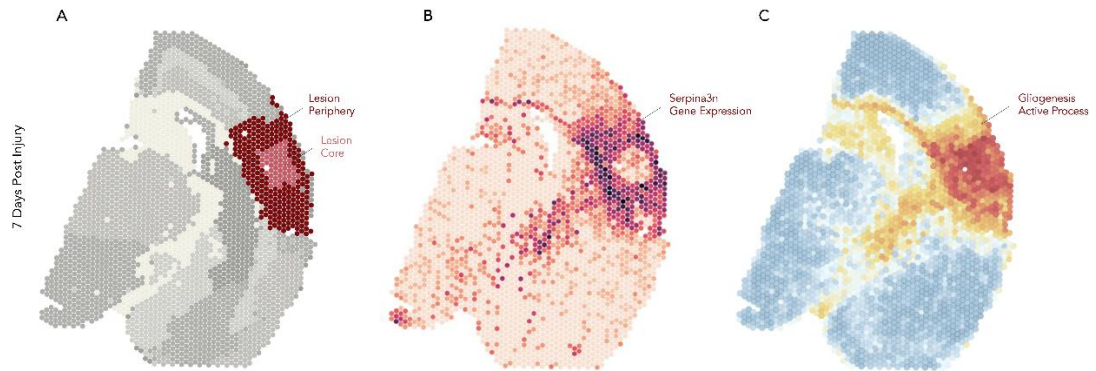 A
B
C
Lesion
Periphery
Lesion
Core
Serpina3n
Gene Expression
Gliogenesis
Active Process
7 Days Post Injury